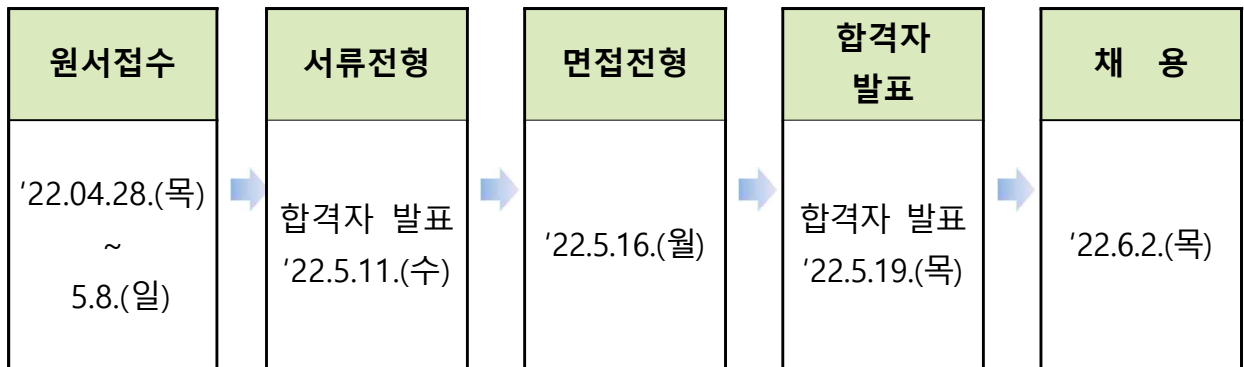 원서접수
'22.04.28.(목)
~
5.8.(일)
서류전형
합격자 발표
'22.5.11.(수)
면접전형
'22.5.16.(월)
합격자
발표
합격자 발표
'22.5.19.(목)
채 용
'22.6.2.(목)